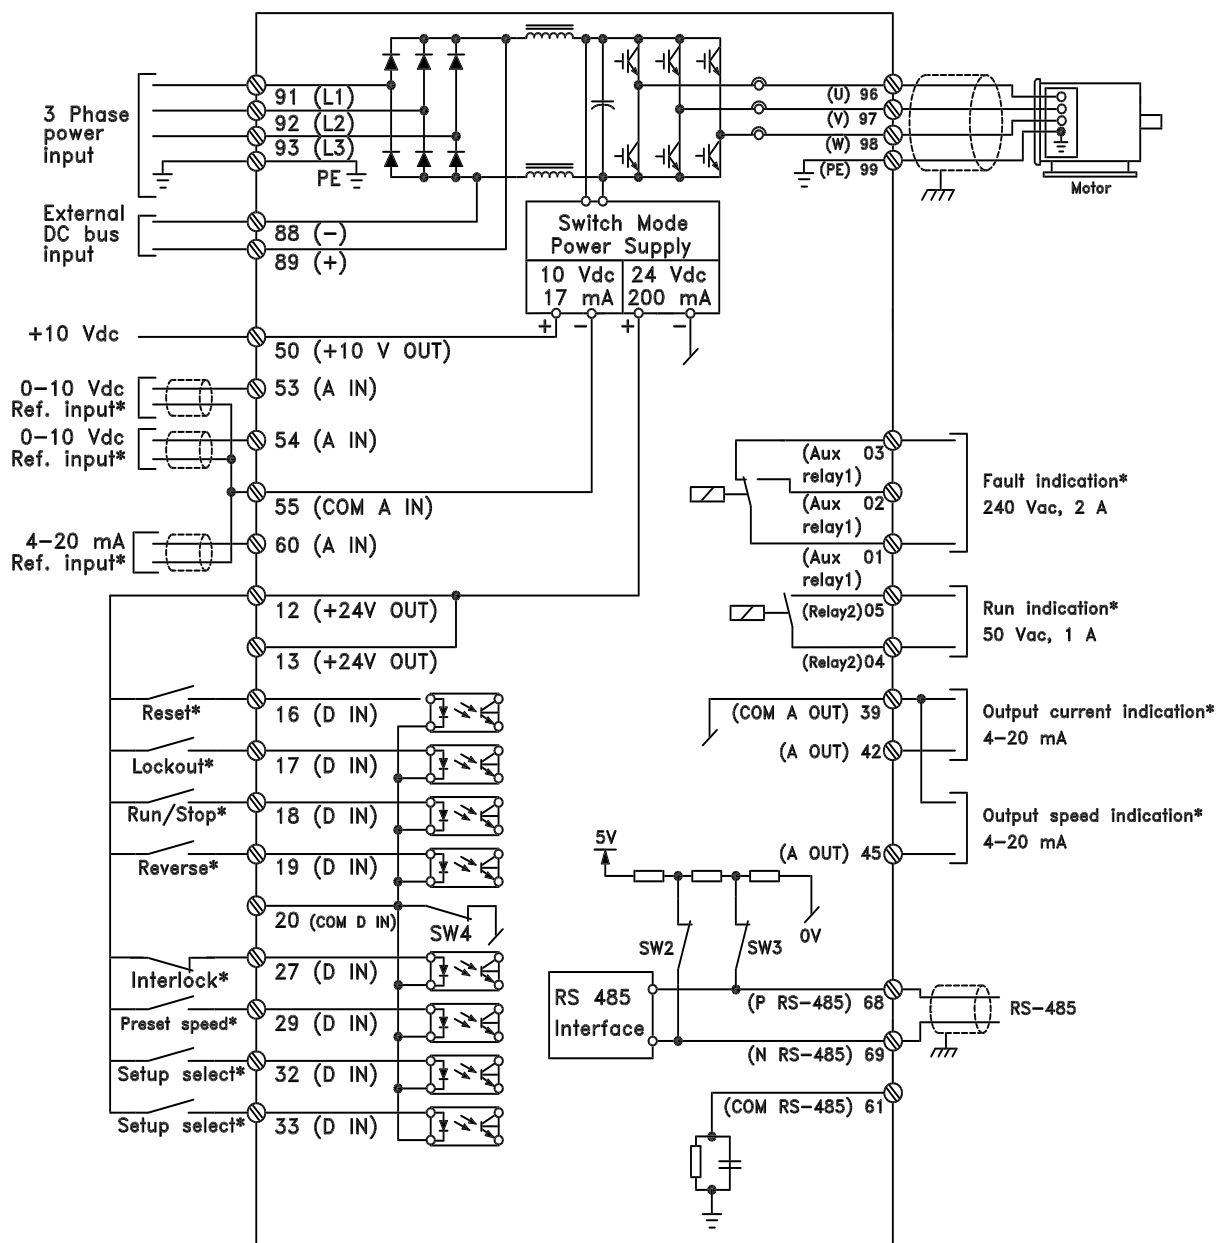 3 Phase
power
input
91 (L1)
92 (L2)
93 (L3)
PE
External
DC bus
input
88 (−)
89 (+)
Switch Mode
Power Supply
10 Vdc
17 mA
24 Vdc
200 mA
+ − + −
(U) 96
(V) 97
(W) 98
(PE) 99
Motor
+10 Vdc
50 (+10 V OUT)
0−10 Vdc
Ref. input*
53 (A IN)
0−10 Vdc
Ref. input*
54 (A IN)
55 (COM A IN)
4−20 mA
Ref. input*
60 (A IN)
12 (+24V OUT)
13 (+24V OUT)
Reset*
16 (D IN)
Lockout*
17 (D IN)
Run/Stop*
18 (D IN)
Reverse*
19 (D IN)
20 (COM D IN)
SW4
Interlock*
27 (D IN)
Preset speed*
29 (D IN)
Setup select*
32 (D IN)
Setup select*
33 (D IN)
(Aux 03
relay1)
(Aux 02
relay1)
(Aux 01
relay1)
Fault indication*
240 Vac, 2 A
(Relay2)05
(Relay2)04
Run indication*
50 Vac, 1 A
(COM A OUT) 39
(A OUT) 42
Output current indication*
4−20 mA
(A OUT) 45
Output speed indication*
4−20 mA
5V
0V
SW2
SW3
RS 485
Interface
(P RS−485) 68
(N RS−485) 69
RS−485
(COM RS−485) 61